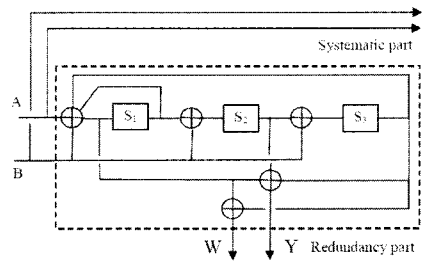 Systematic part
A
S₁
S₂
S₃
B
W
Y
Redundancy part